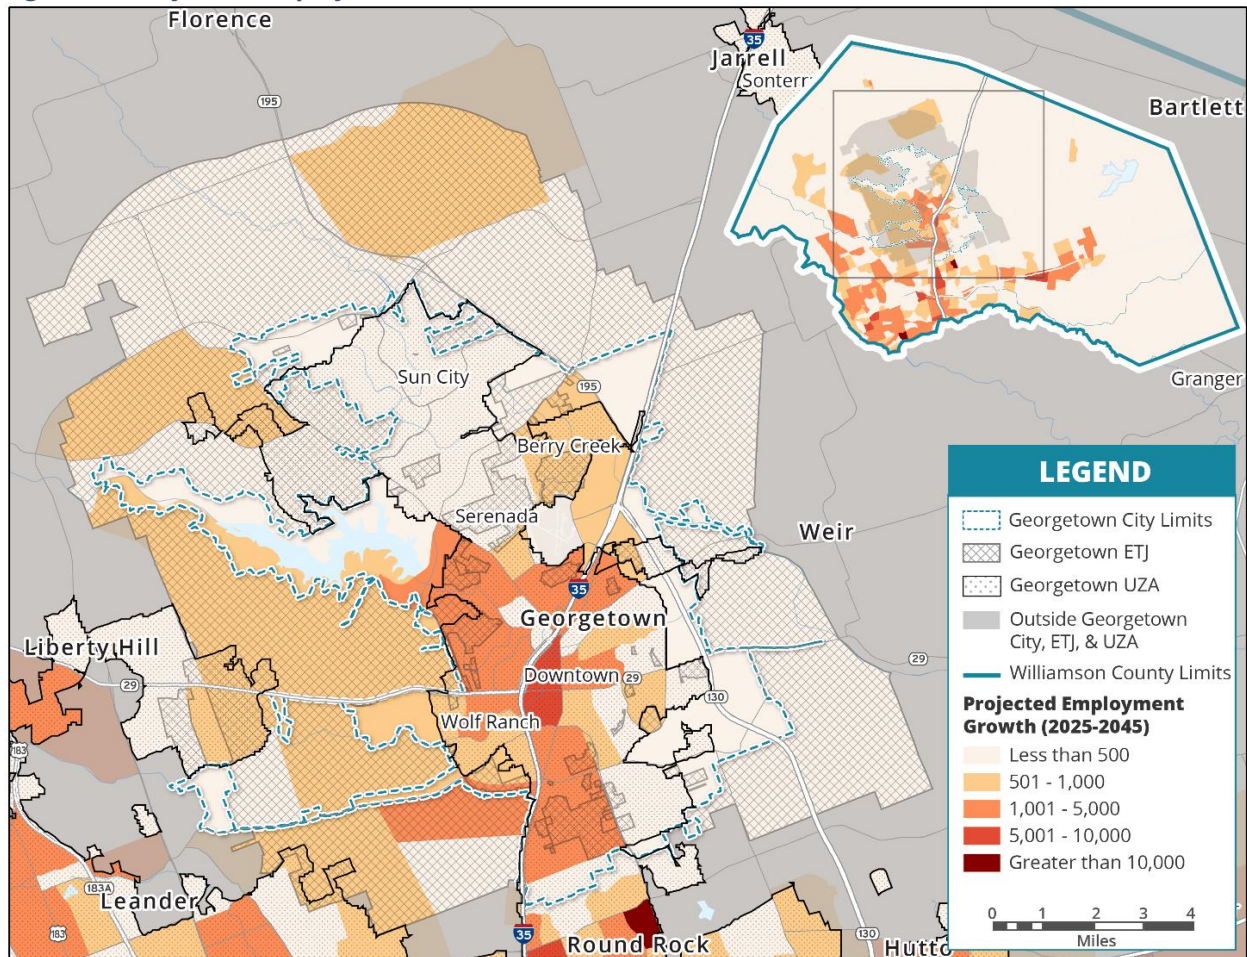 Florence
35
Jarrell
Sonterr
195
Bartlett
Sun City
Granger
195
Berry Creek
LEGEND
Serenada
Georgetown City Limits
Weir
Georgetown ETJ
35
Georgetown UZA
Georgetown
Outside Georgetown
City, ETJ, & UZA
Liberty Hill
29
Williamson County Limits
29
Downtown
29
130
Projected Employment
Growth (2025-2045)
Wolf Ranch
183
Less than 500
501 - 1,000
1,001 - 5,000
5,001 - 10,000
Greater than 10,000
183A
Leander
0 1 2 3 4
Miles
183
35
Round Rock
130
Hutto